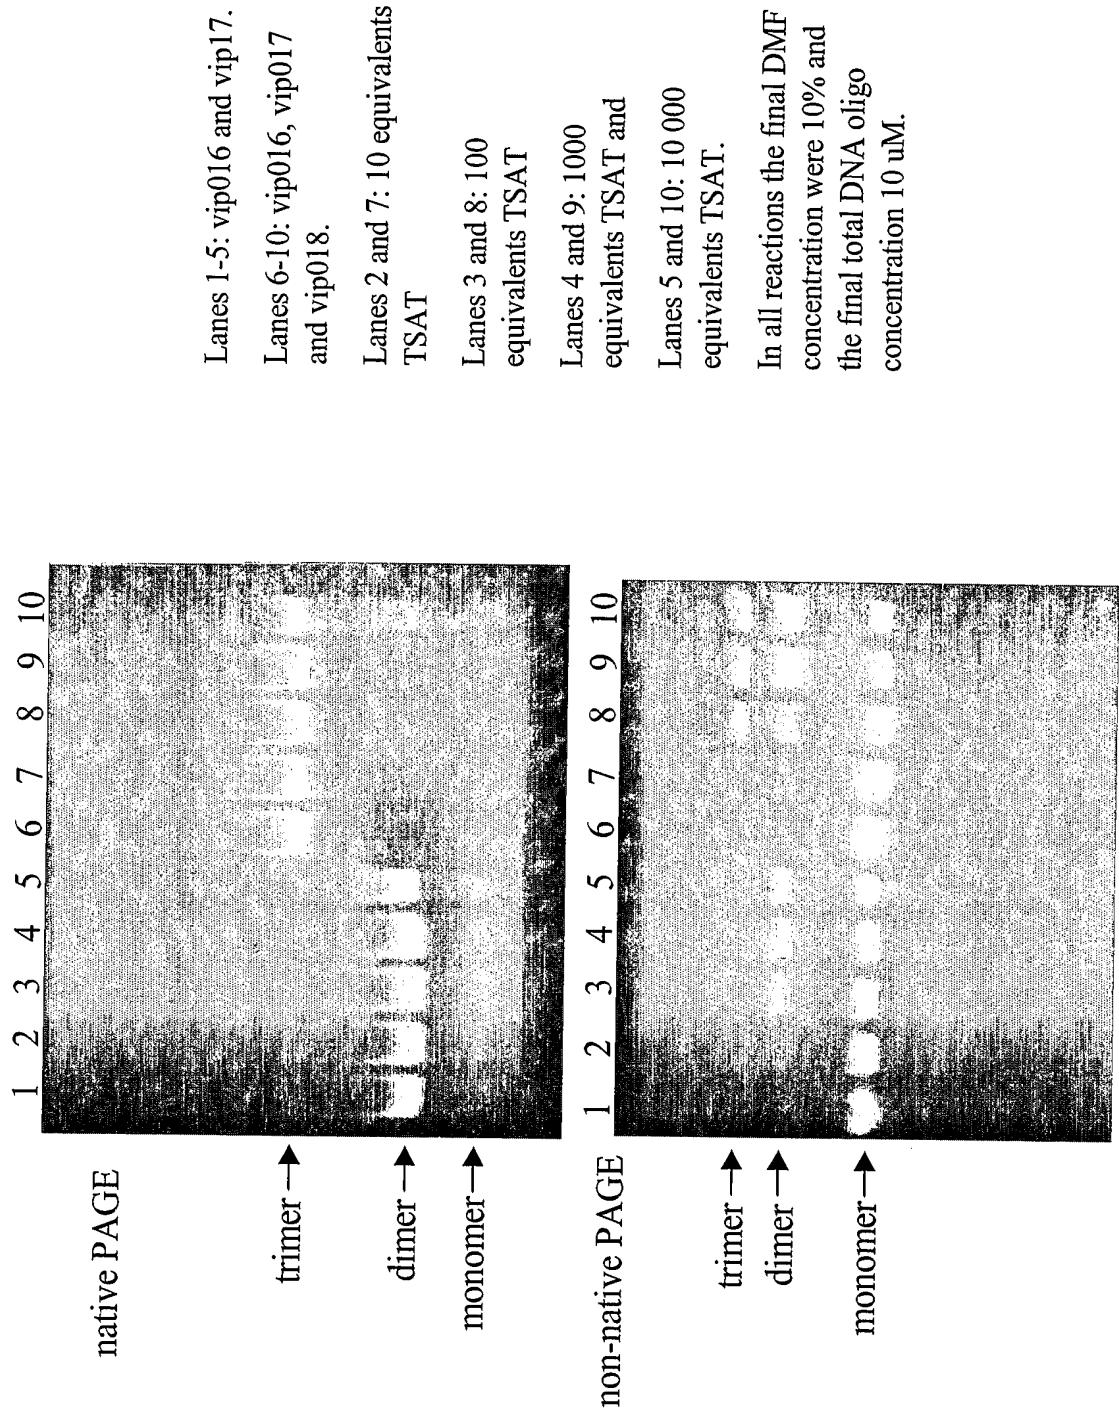 native PAGE
1 2 3 4 5 6 7 8 9 10
trimer
dimer
monomer
non-native PAGE
1 2 3 4 5 6 7 8 9 10
trimer
dimer
monomer
Lanes 1-5: vip016 and vip17.
Lanes 6-10: vip016, vip017
and vip018.
Lanes 2 and 7: 10 equivalents
TSAT
Lanes 3 and 8: 100
equivalents TSAT
Lanes 4 and 9: 1000
equivalents TSAT and
Lanes 5 and 10: 10 000
equivalents TSAT.
In all reactions the final DMF
concentration were 10% and
the final total DNA oligo
concentration 10 uM.